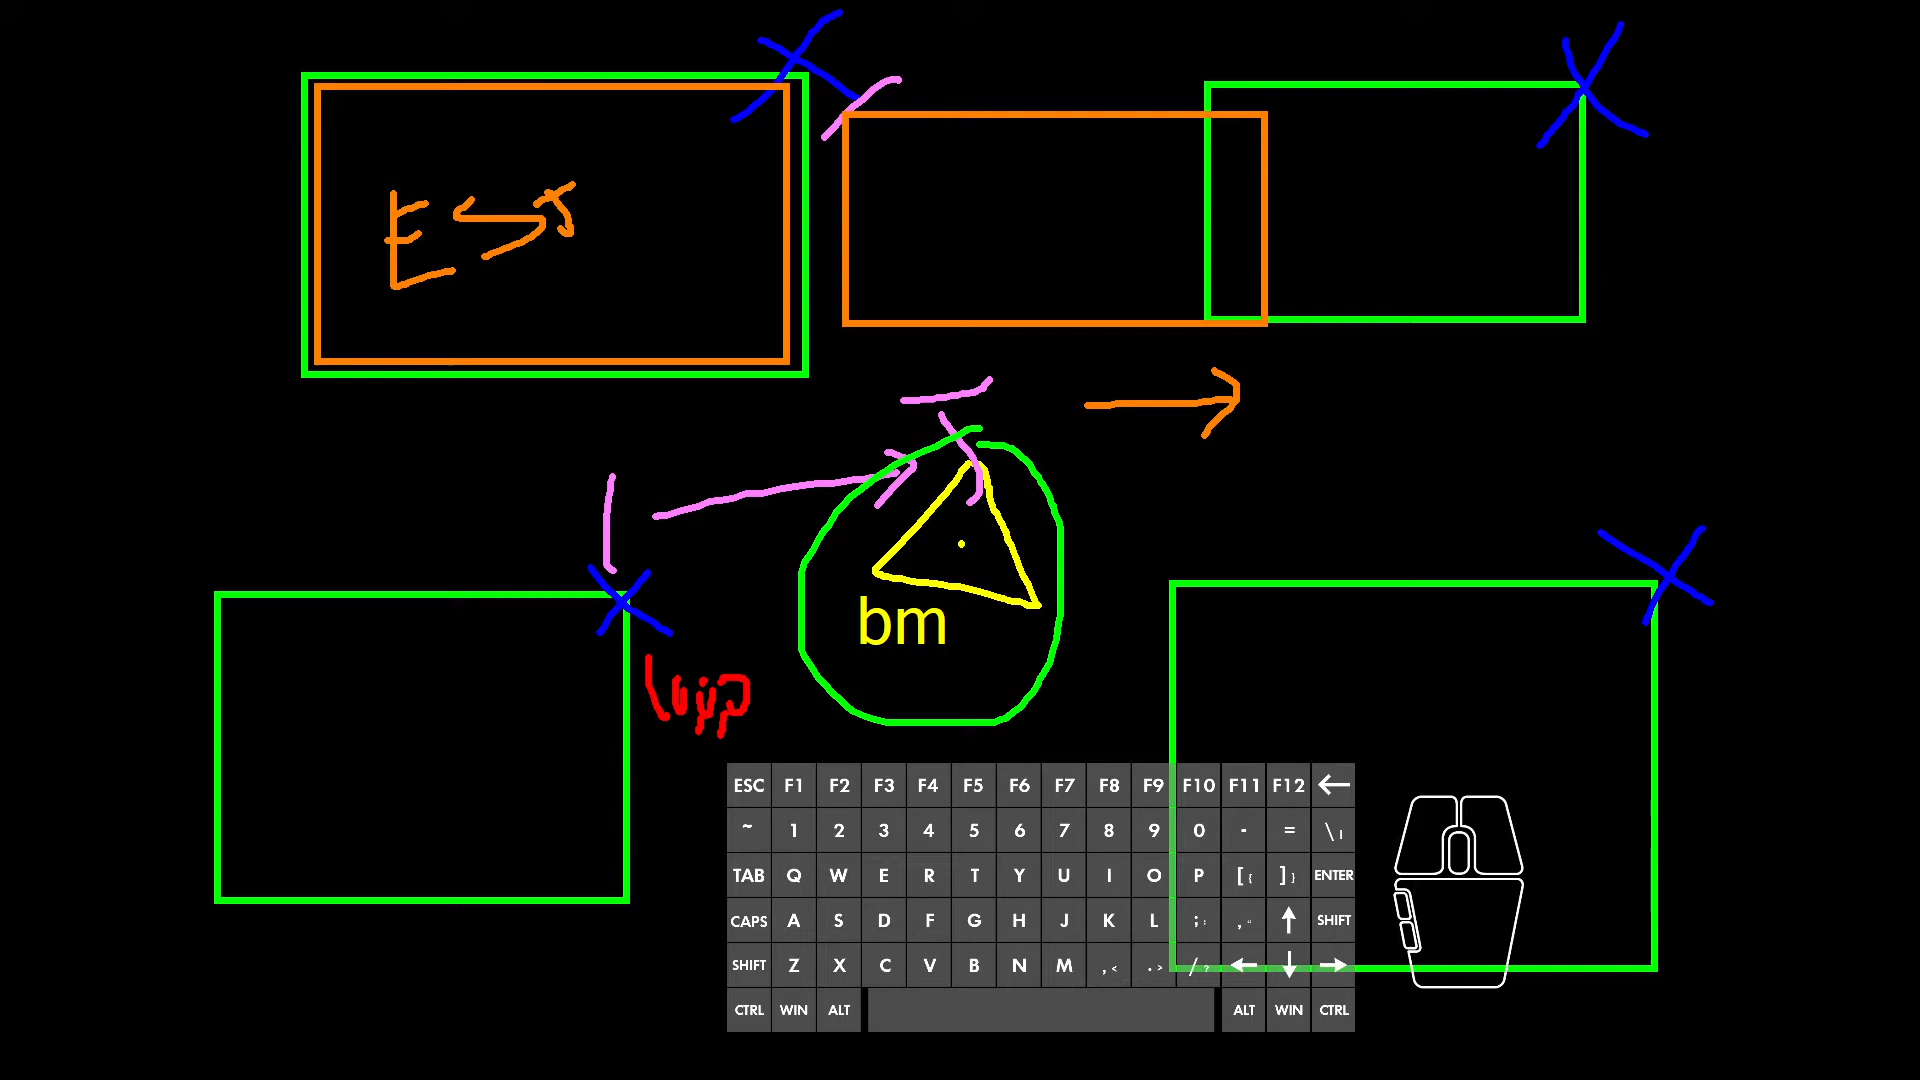 bm
ESC F1 F2 F3 F4 F5 F6 F7 F8 F9 F10 F11 F12 ←
~ 1 2 3 4 5 6 7 8 9 0 - = \ |
TAB Q W E R T Y U I O P [ { ] } ENTER
CAPS A S D F G H J K L ; : , “ ↑ SHIFT
SHIFT Z X C V B N M , < . > / ? ← ↓ →
CTRL WIN ALT ALT WIN CTRL